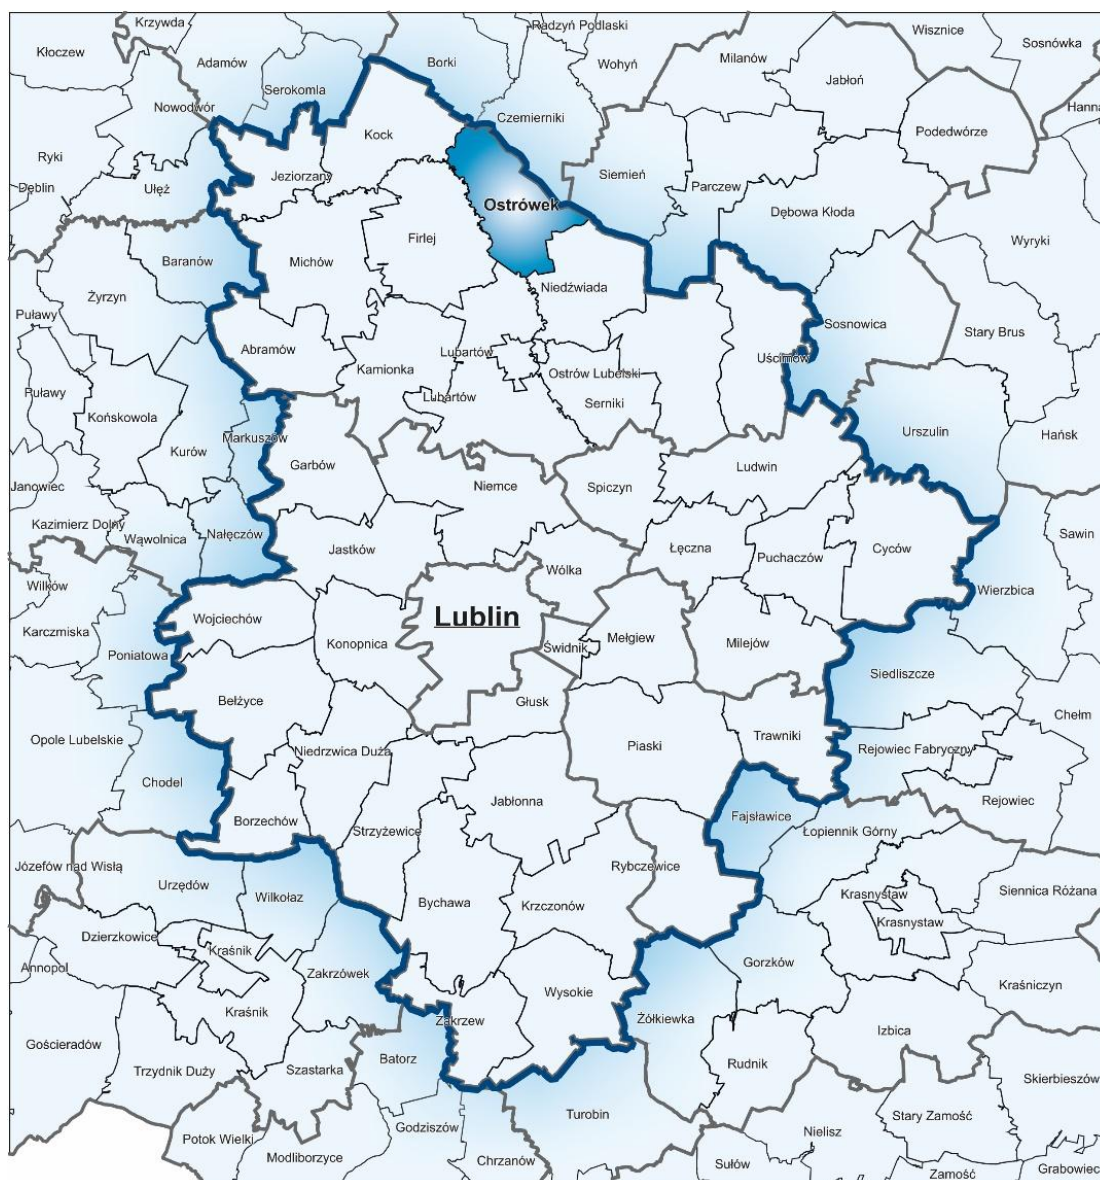 Krzywda
Radzyń Podlaski
Wisznice
Sosnówka
Kłoczew
Adamów
Borki
Wohyń
Milanów
Jabłoń
Serokomla
Nowodwór
Czemierniki
Hanna
Kock
Podedwórze
Ryki
Jeziorzany
Siemień
Parczew
Dęblin
Ułęż
Ostrówek
Dębowa Kłoda
Firlej
Wyryki
Baranów
Michów
Żyrzyn
Niedźwiada
Puławy
Sosnowica
Stary Brus
Abramów
Lubartów
Uścimów
Kamionka
Ostrów Lubelski
Puławy
Lubartów
Serniki
Końskowola
Markuszów
Urszulin
Hańsk
Kurów
Garbów
Ludwin
Janowiec
Niemce
Spiczyn
Kazimierz Dolny
Wąwolnica
Nałęczów
Jastków
Łęczna
Puchaczów
Cyców
Sawin
Wólka
Wilków
Wierzbica
Karczmiska
Wojciechów
Lublin
Konopnica
Świdnik
Mełgiew
Milejów
Poniatowa
Siedliszcze
Bełżyce
Głusk
Chełm
Opole Lubelskie
Niedrzwica Duża
Piaski
Trawniki
Rejowiec Fabryczny
Chodel
Jabłonna
Rejowiec
Borzechów
Strzyżewice
Fajsławice
Łopiennik Górny
Józefów nad Wisłą
Rybczewice
Urzędów
Wilkołaz
Bychawa
Krzczonów
Krasnystaw
Siennica Różana
Krasnystaw
Dzierzkowice
Kraśnik
Annopol
Zakrzówek
Gorzków
Kraśniczyn
Wysokie
Kraśnik
Zakrzew
Żółkiewka
Izbica
Gościeradów
Batorz
Rudnik
Trzydnik Duży
Szastarka
Skierbieszów
Turobin
Stary Zamość
Godziszów
Nielisz
Potok Wielki
Modliborzyce
Chrzanów
Sułów
Zamość
Grabowiec